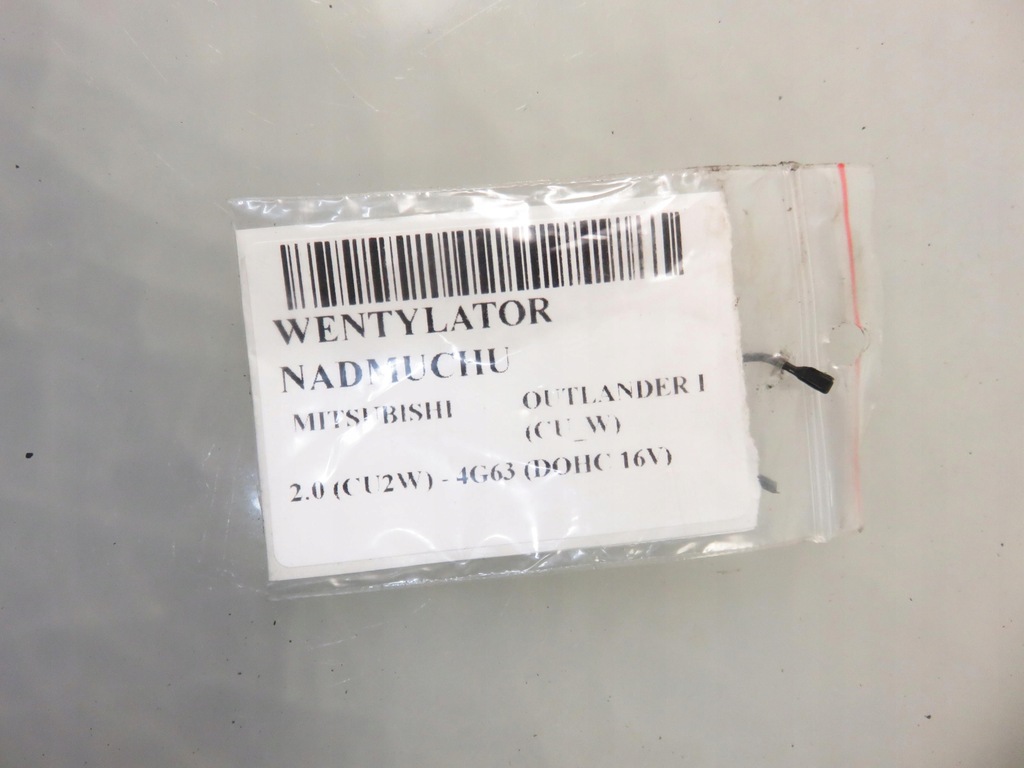 WENTYLATOR
NADMUCHU
MITSUBISHI OUTLANDER I
(CU_W)
2.0 (CU2W) - 4G63 (DOHC 16V)